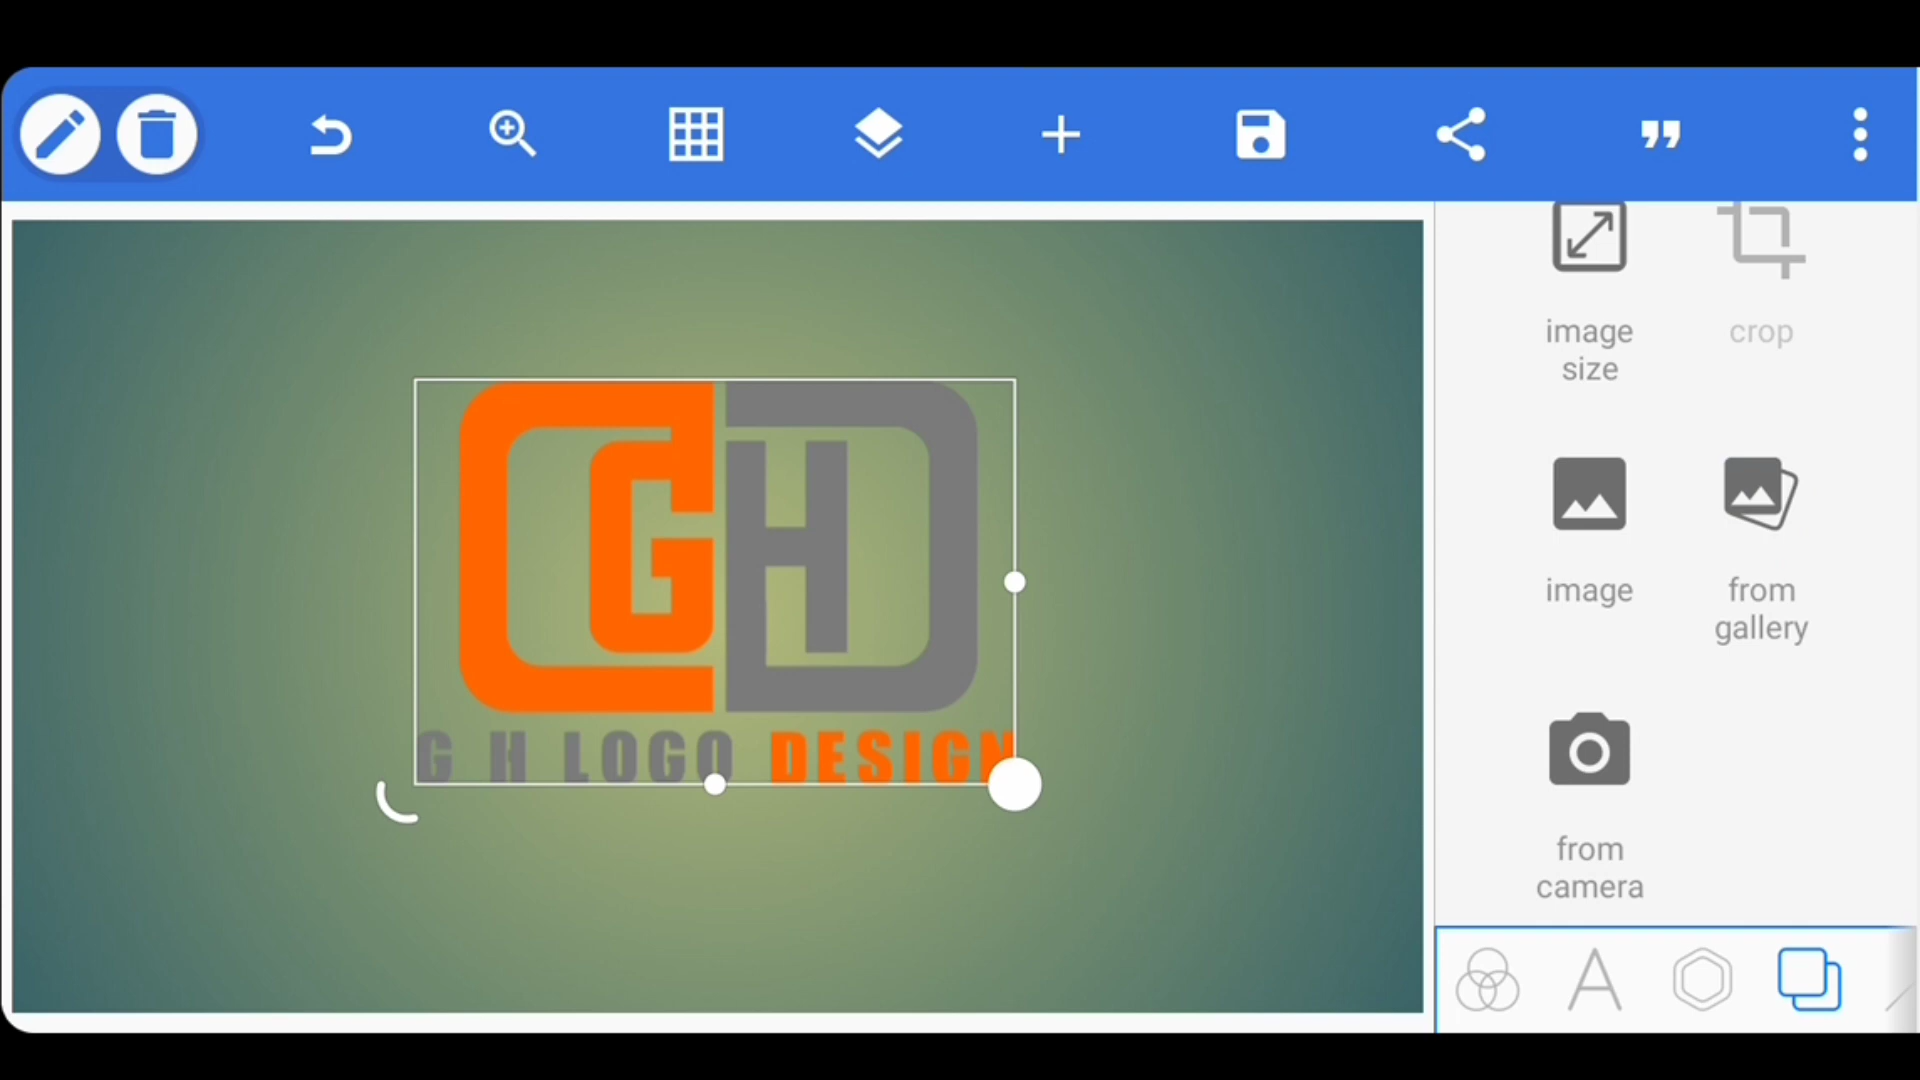 image
size
crop
GH
G H LOGO DESIGN
image
from
gallery
from
camera
A